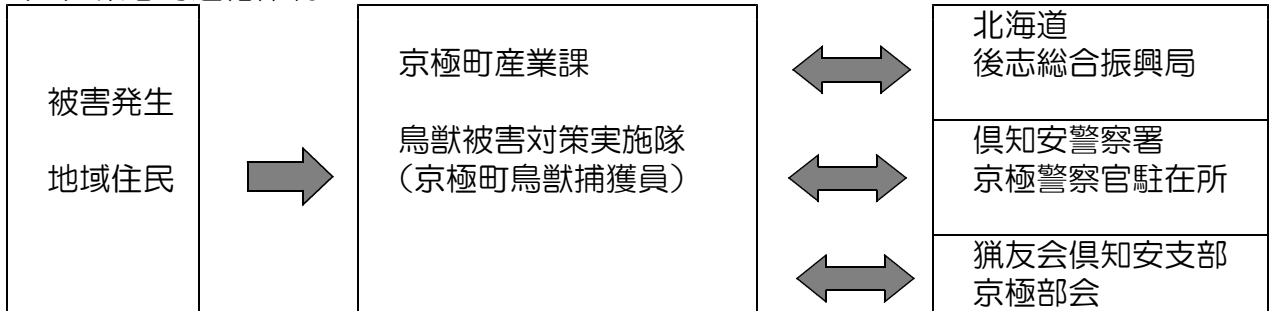 被害発生
地域住民
京極町産業課
鳥獣被害対策実施隊
（京極町鳥獣捕獲員）
北海道
後志総合振興局
倶知安警察署
京極警察官駐在所
猟友会倶知安支部
京極部会